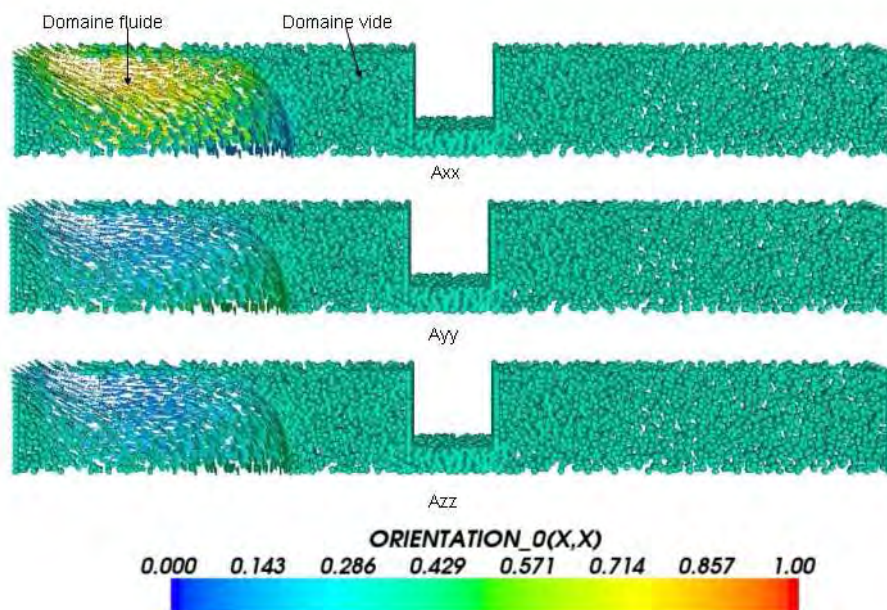 Domaine fluide Domaine vide
Axx
Ayy
Azz
ORIENTATION_0(X,X)
0.000 0.143 0.286 0.429 0.571 0.714 0.857 1.00